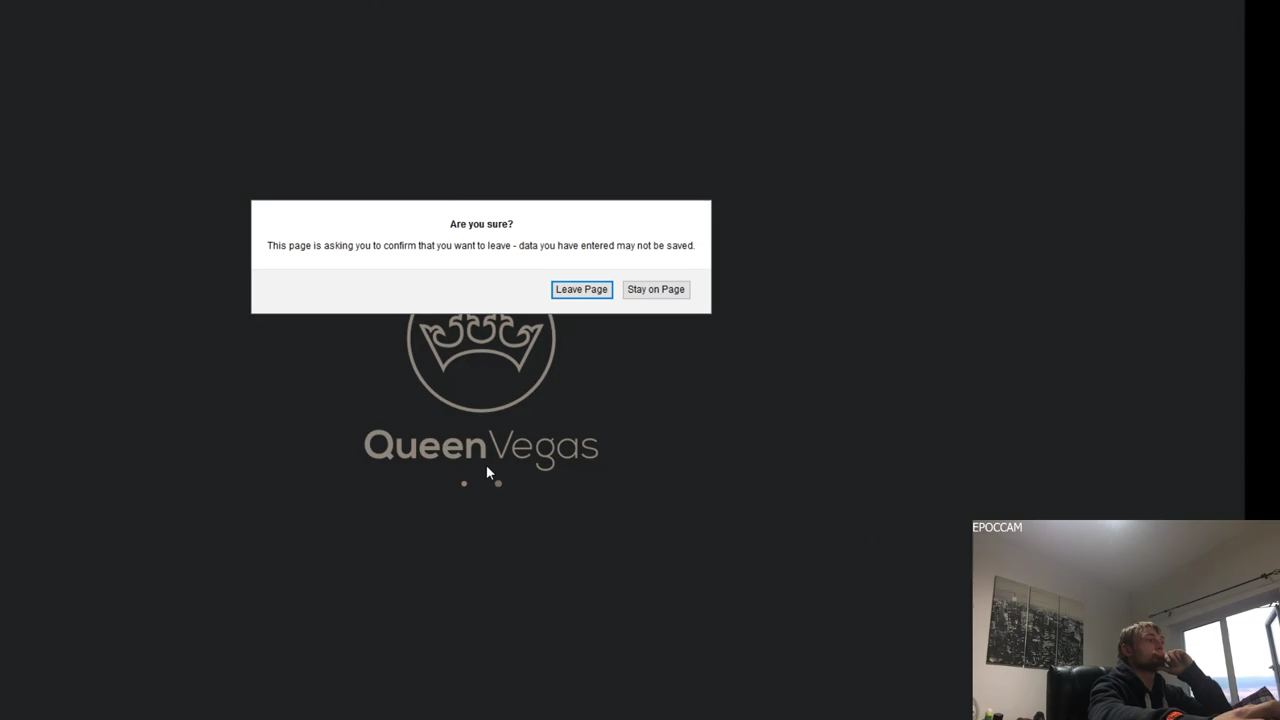 Are you sure?
This page is asking you to confirm that you want to leave - data you have entered may not be saved.
Leave Page
Stay on Page
QueenVegas
EPOCCAM